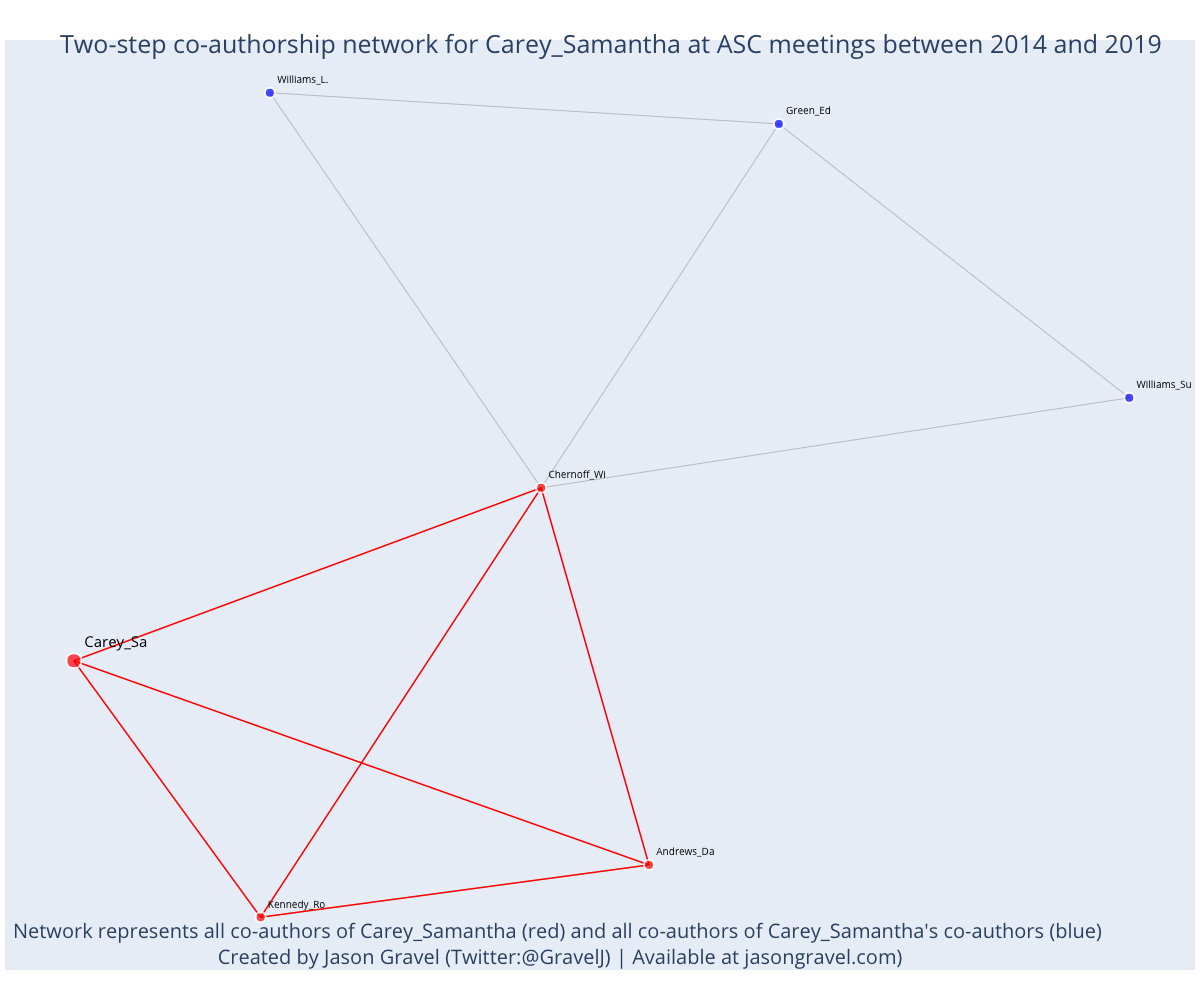 Two-step co-authorship network for Carey_Samantha at ASC meetings between 2014 and 2019
Williams_L.
Green_Ed
Williams_Su
Chernoff_Wi
Carey_Sa
Andrews_Da
Kennedy_Ro
Network represents all co-authors of Carey_Samantha (red) and all co-authors of Carey_Samantha's co-authors (blue)
Created by Jason Gravel (Twitter:@GravelJ) | Available at jasongravel.com)